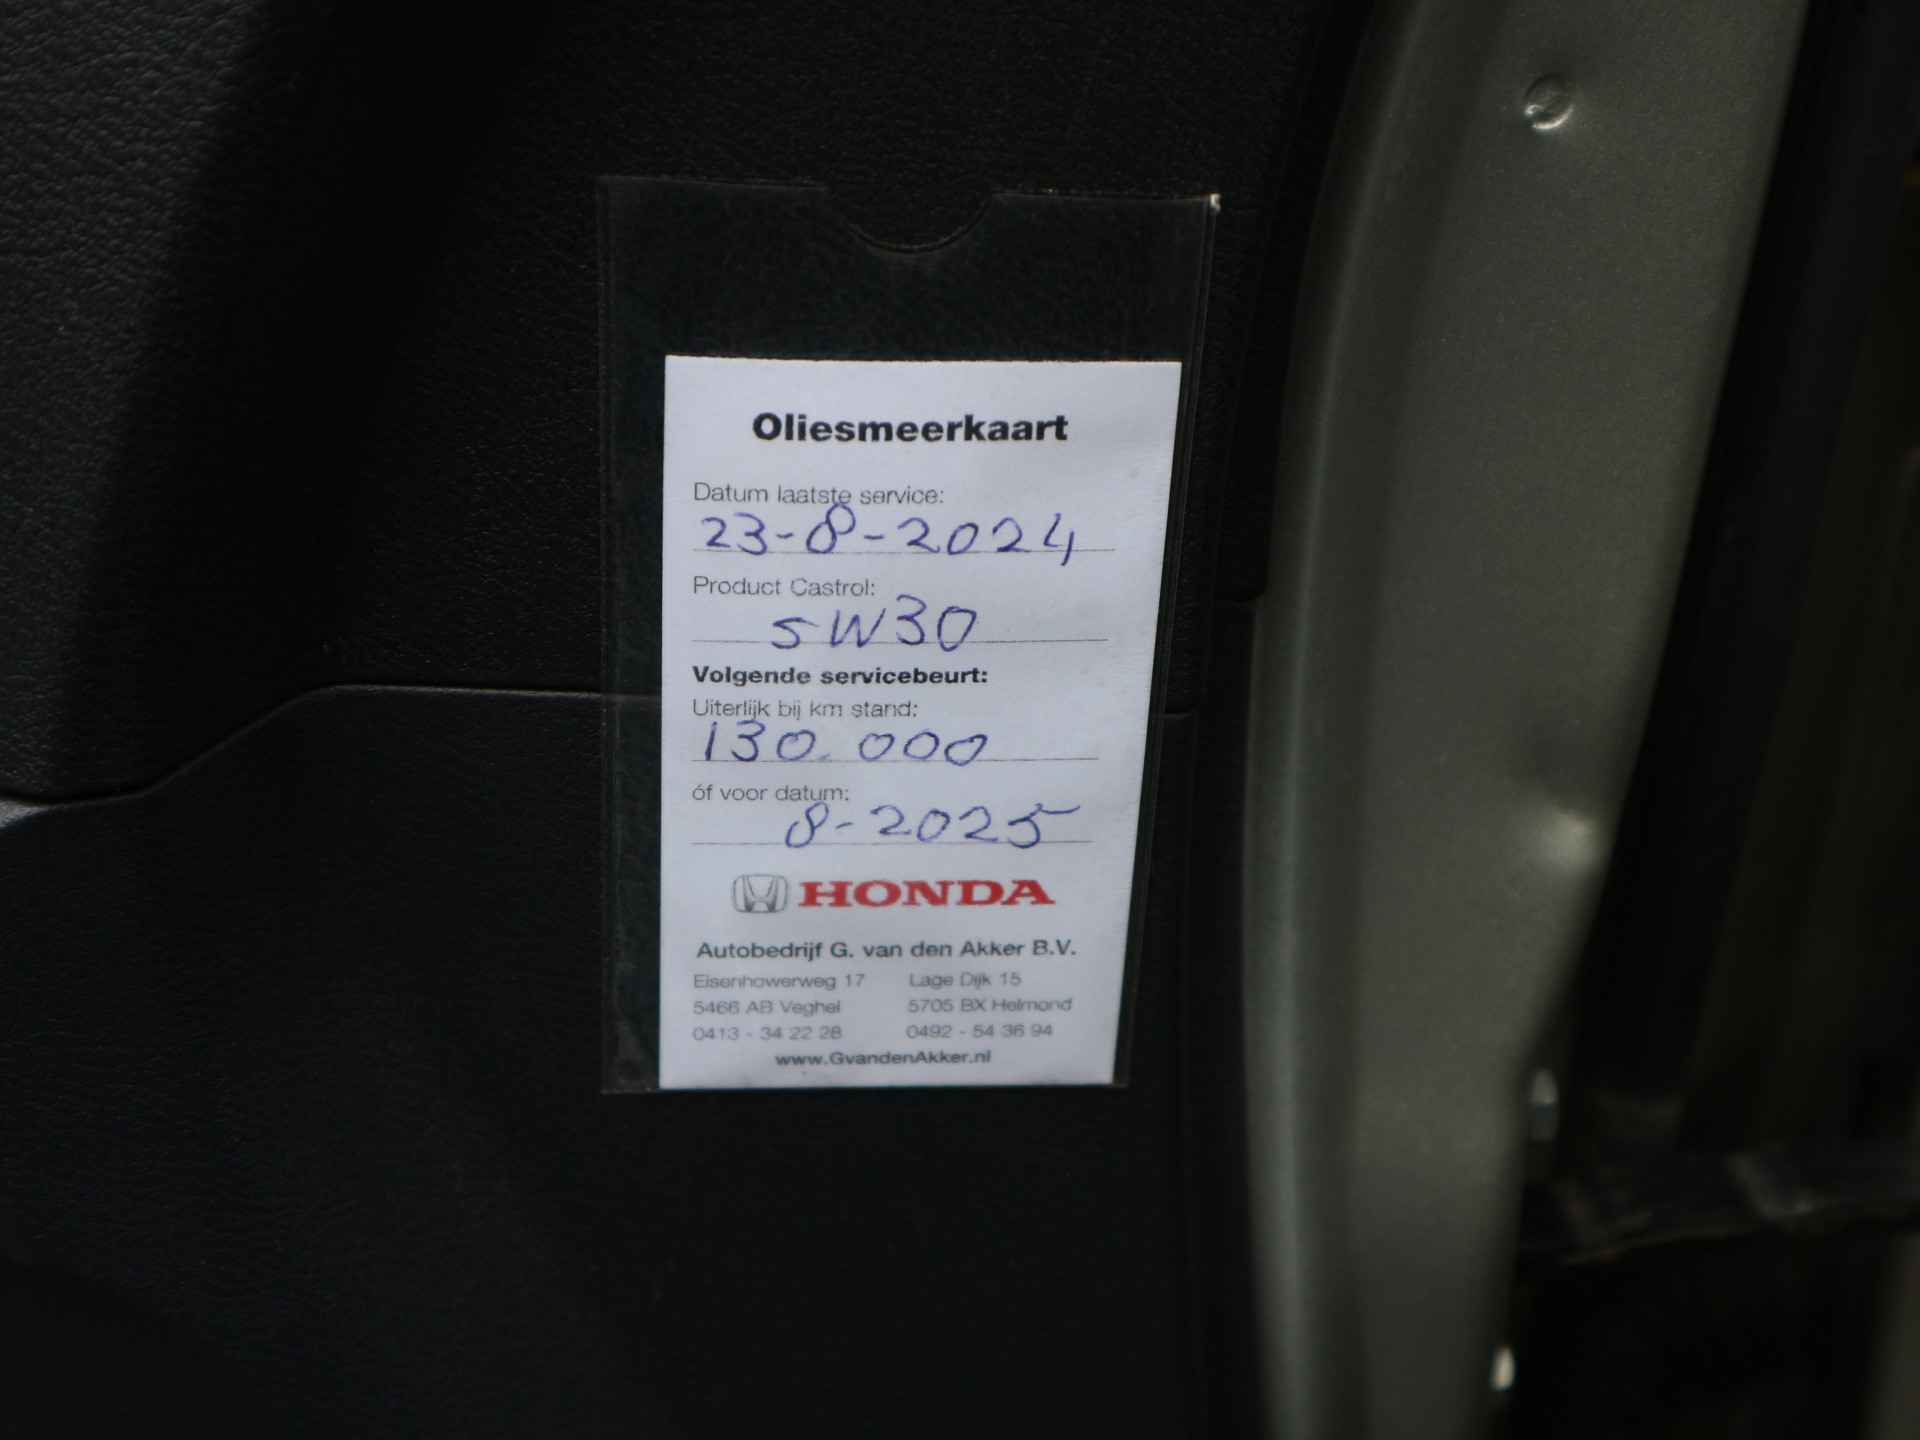 Oliesmeerkaart
Datum laatste service:
23-8-2024
Product Castrol:
5W30
Volgende servicebeurt:
Uiterlijk bij km stand:
130.000
óf voor datum:
8-2025
HONDA
Autobedrijf G. van den Akker B.V.
Eisenhowerweg 17 Lage Dijk 15
5466 AB Veghel 5705 BX Helmond
0413 - 34 22 28 0492 - 54 36 94
www.GvandenAkker.nl